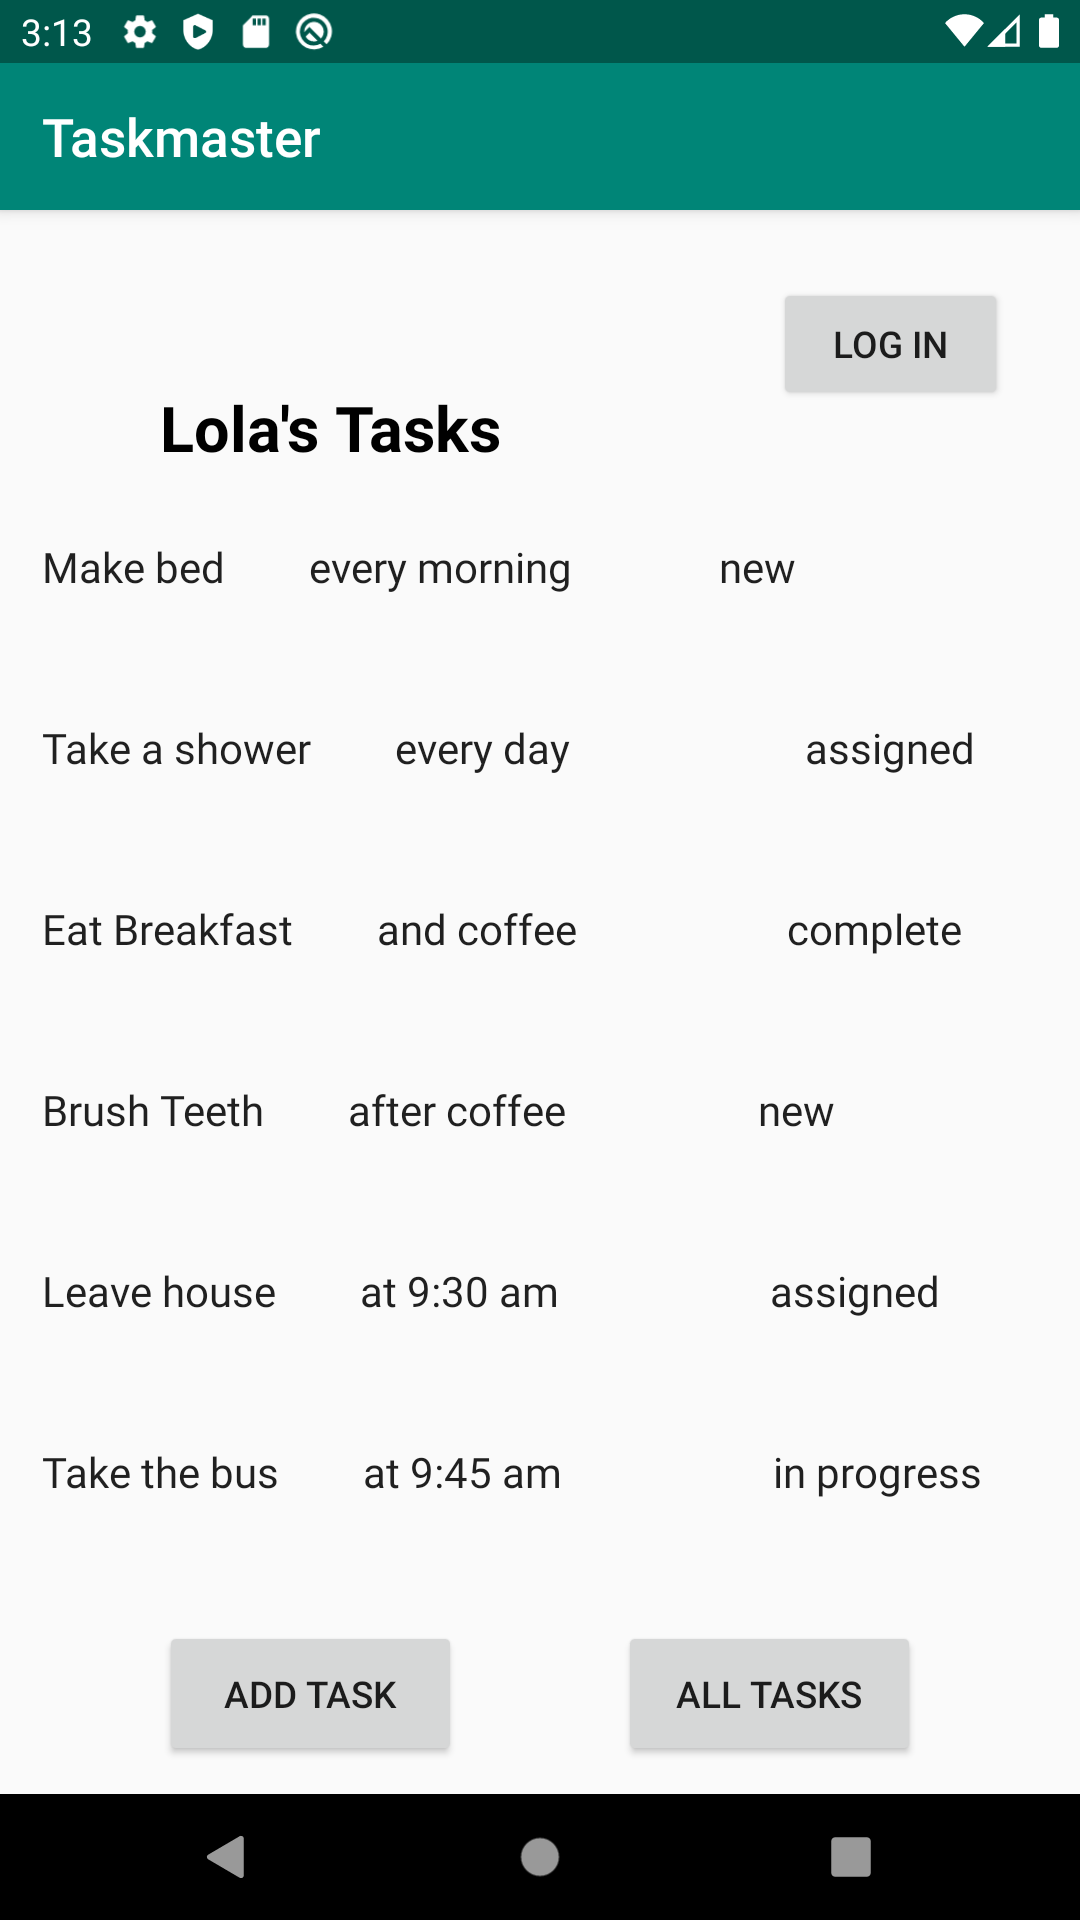 3:13
Taskmaster
LOG IN
Lola's Tasks
Make bed every morning new
Take a shower every day assigned
Eat Breakfast and coffee complete
Brush Teeth after coffee new
Leave house at 9:30 am assigned
Take the bus at 9:45 am in progress
ADD TASK ALL TASKS